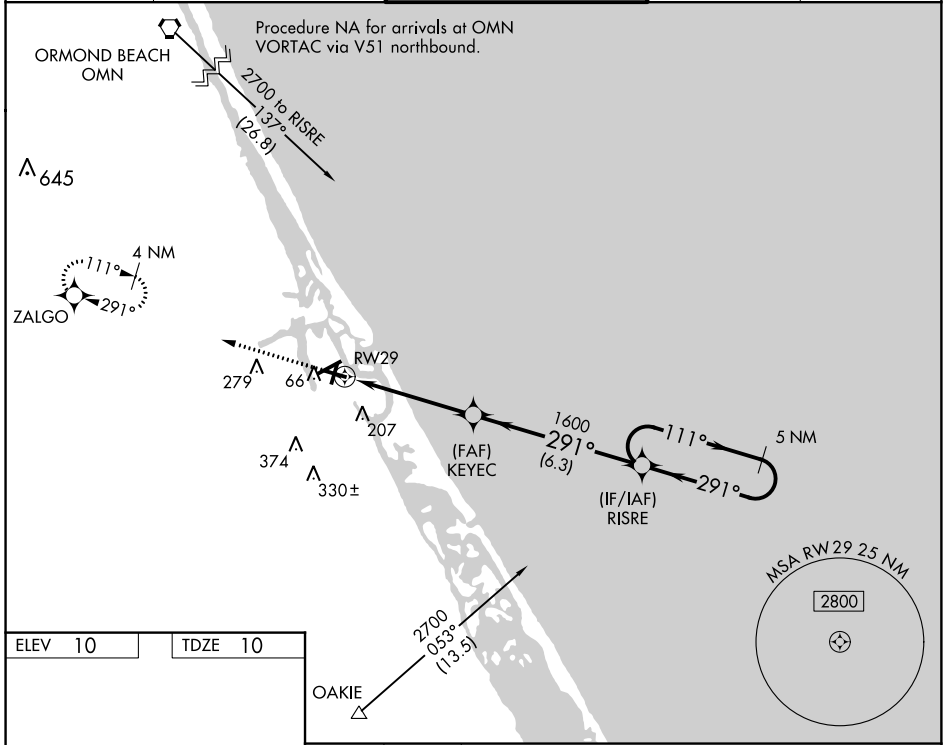 Procedure NA for arrivals at OMN
VORTAC via V51 northbound.
ORMOND BEACH
OMN
2700 to RISRE
137°
(26.8)
645
4 NM
111°
291°
ZALGO
RW29
279
66
207
374
330±
(FAF)
KEYEC
1600
291°
(6.3)
111°
5 NM
291°
(IF/IAF)
RISRE
MSA RW29 25 NM
2800
2700
053°
(13.5)
OAKIE
ELEV 10
TDZE 10